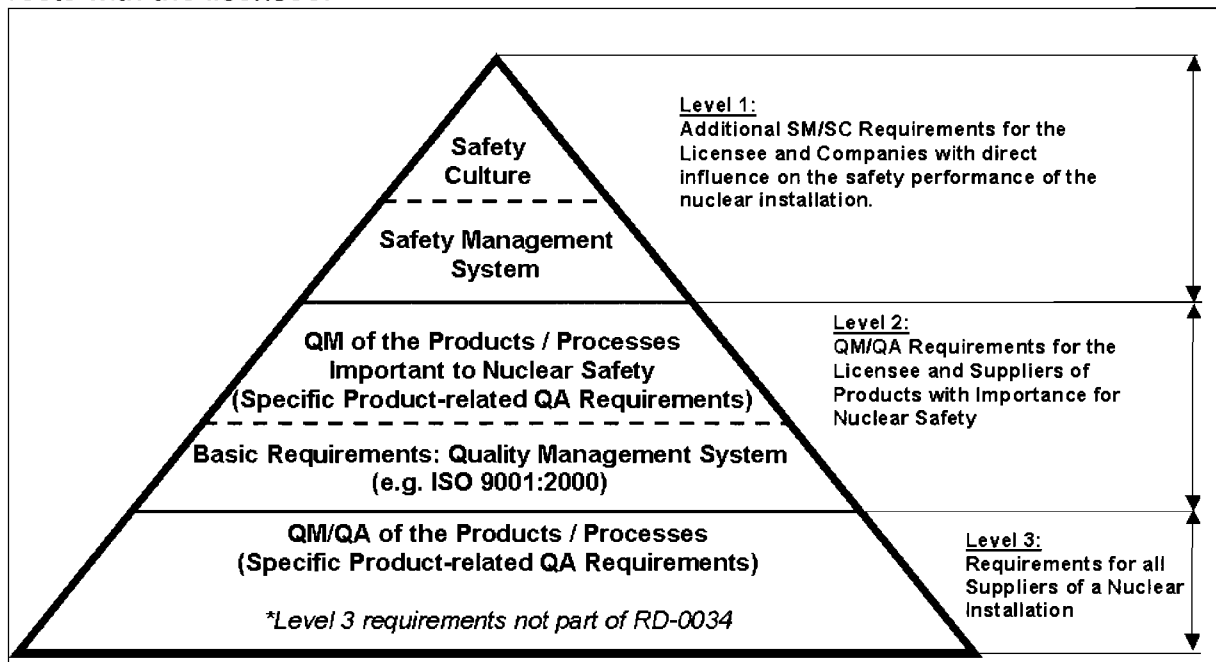 Safety
Culture
Safety Management
System
QM of the Products / Processes
Important to Nuclear Safety
(Specific Product-related QA Requirements)
Basic Requirements: Quality Management System
(e.g. ISO 9001:2000)
QM/QA of the Products / Processes
(Specific Product-related QA Requirements)
*Level 3 requirements not part of RD-0034
Level 1:
Additional SM/SC Requirements for the
Licensee and Companies with direct
influence on the safety performance of the
nuclear installation.
Level 2:
QM/QA Requirements for the
Licensee and Suppliers of
Products with Importance for
Nuclear Safety
Level 3:
Requirements for all
Suppliers of a Nuclear
Installation